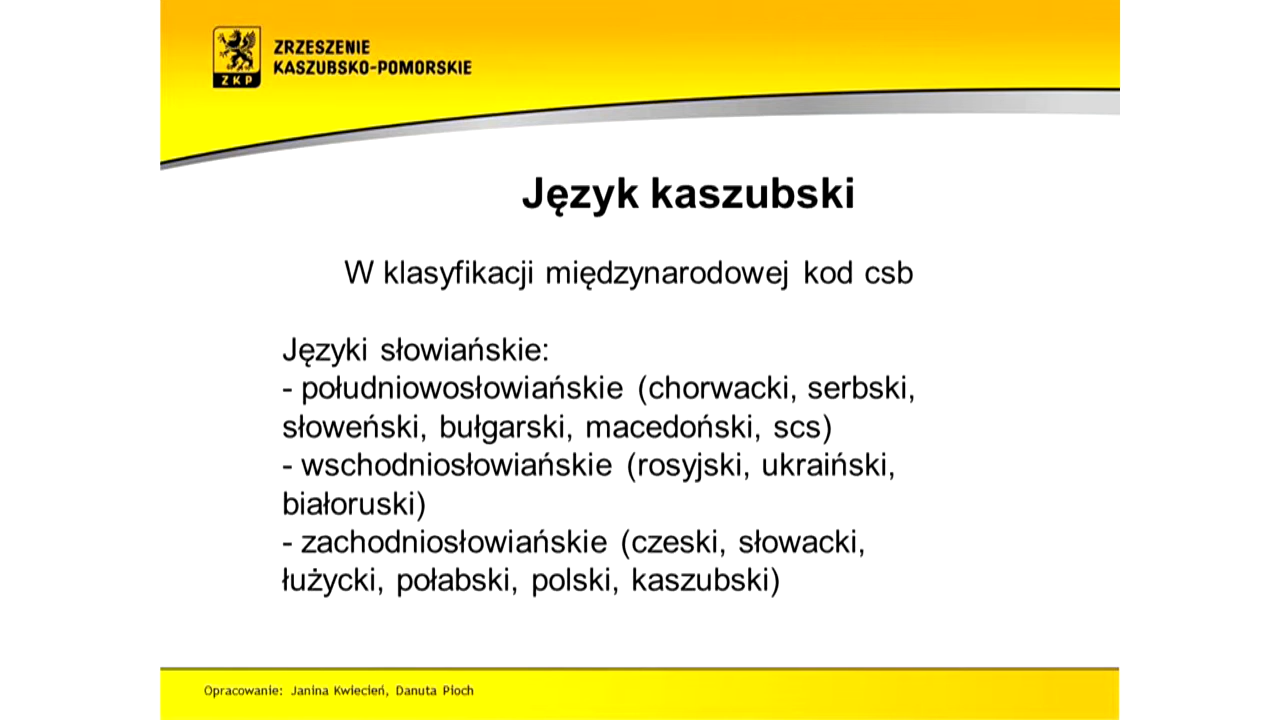 ZRZESZENIE
KASZUBSKO-POMORSKIE
ZKP
Język kaszubski
W klasyfikacji międzynarodowej kod csb
Języki słowiańskie:
- południowosłowiańskie (chorwacki, serbski,
słoweński, bułgarski, macedoński, scs)
- wschodniosłowiańskie (rosyjski, ukraiński,
białoruski)
- zachodniosłowiańskie (czeski, słowacki,
łużycki, połabski, polski, kaszubski)
Opracowanie: Janina Kwiecień, Danuta Pioch